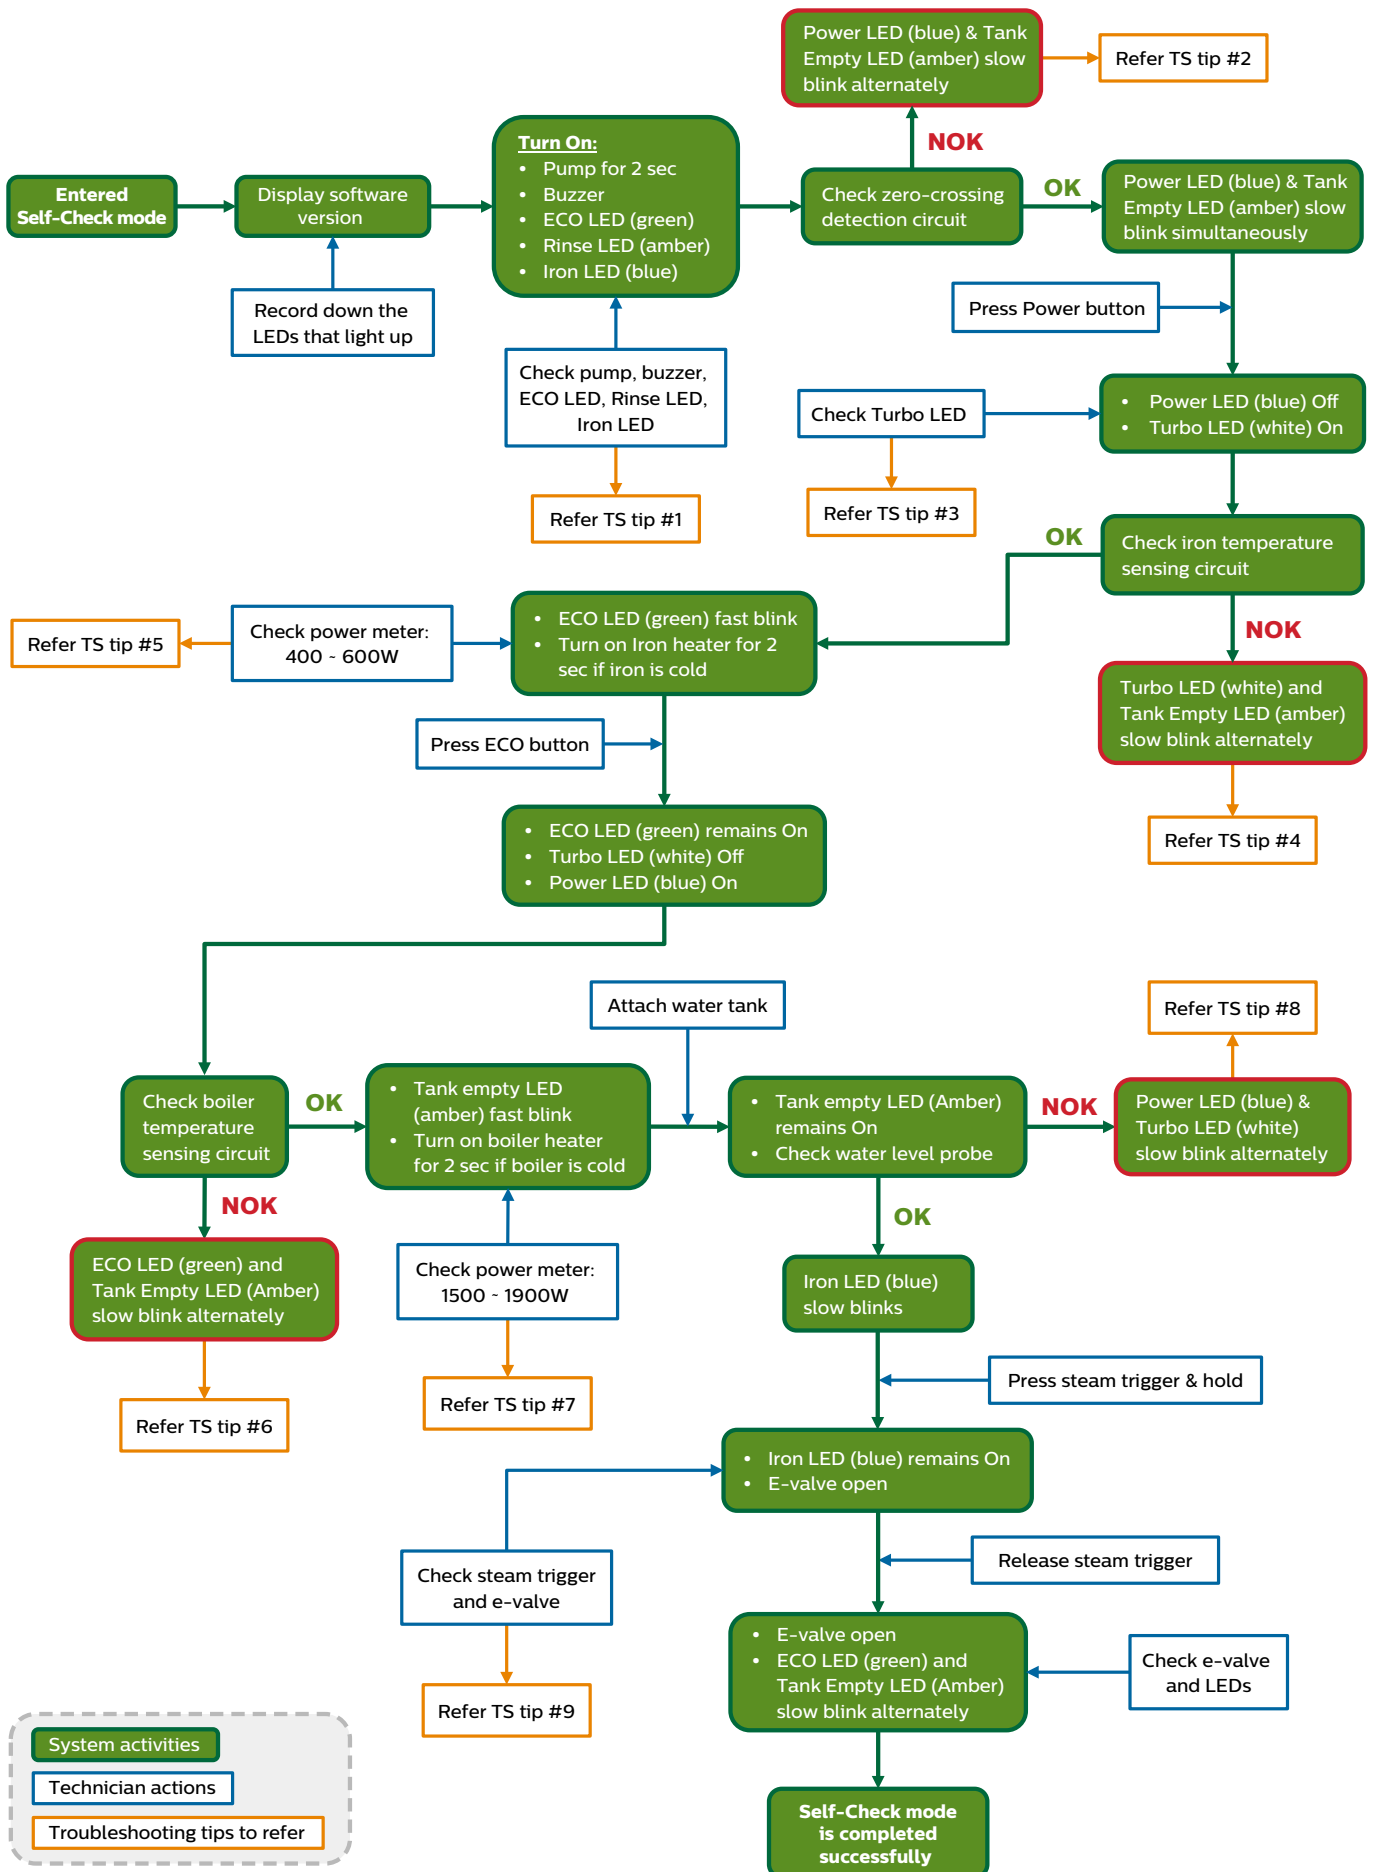 Power LED (blue) & Tank
Empty LED (amber) slow
blink alternately
Refer TS tip #2
NOK
Entered
Self-Check mode
Display software
version
Turn On:
• Pump for 2 sec
• Buzzer
• ECO LED (green)
• Rinse LED (amber)
• Iron LED (blue)
Check zero-crossing
detection circuit
OK
Power LED (blue) & Tank
Empty LED (amber) slow
blink simultaneously
Record down the
LEDs that light up
Press Power button
Check pump, buzzer,
ECO LED, Rinse LED,
Iron LED
Check Turbo LED
• Power LED (blue) Off
• Turbo LED (white) On
Refer TS tip #1
Refer TS tip #3
OK
Check iron temperature
sensing circuit
NOK
Refer TS tip #5
Check power meter:
400 ~ 600W
• ECO LED (green) fast blink
• Turn on Iron heater for 2
sec if iron is cold
Turbo LED (white) and
Tank Empty LED (amber)
slow blink alternately
Press ECO button
Refer TS tip #4
• ECO LED (green) remains On
• Turbo LED (white) Off
• Power LED (blue) On
Attach water tank
Refer TS tip #8
Check boiler
temperature
sensing circuit
OK
• Tank empty LED
(amber) fast blink
• Turn on boiler heater
for 2 sec if boiler is cold
• Tank empty LED (Amber)
remains On
• Check water level probe
NOK
Power LED (blue) &
Turbo LED (white)
slow blink alternately
NOK
OK
ECO LED (green) and
Tank Empty LED (Amber)
slow blink alternately
Check power meter:
1500 ~ 1900W
Iron LED (blue)
slow blinks
Refer TS tip #6
Refer TS tip #7
Press steam trigger & hold
• Iron LED (blue) remains On
• E-valve open
Check steam trigger
and e-valve
Release steam trigger
• E-valve open
• ECO LED (green) and
Tank Empty LED (Amber)
slow blink alternately
Check e-valve
and LEDs
Refer TS tip #9
System activities
Technician actions
Troubleshooting tips to refer
Self-Check mode
is completed
successfully